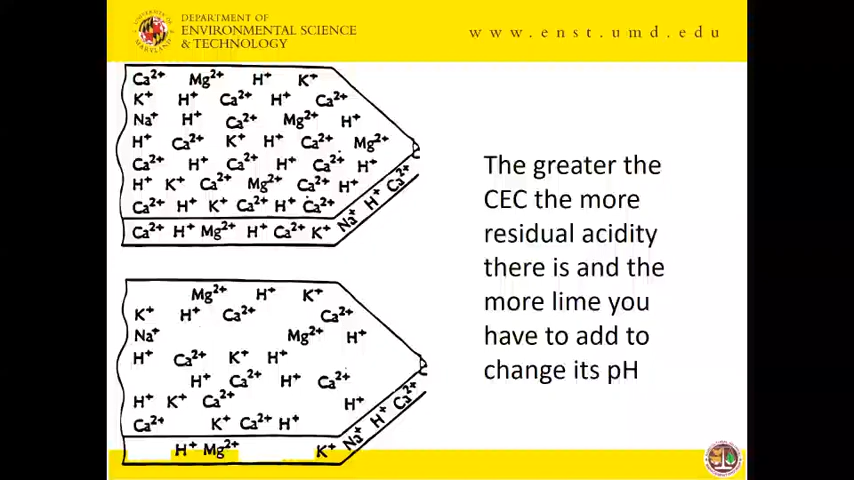 DEPARTMENT OF
ENVIRONMENTAL SCIENCE
& TECHNOLOGY
www.enst.umd.edu
UNIVERSITY OF
MARYLAND
Ca²⁺ Mg²⁺ H⁺ K⁺
K⁺ H⁺ Ca²⁺ H⁺ Ca²⁺
Na⁺ H⁺ Ca²⁺ Mg²⁺ H⁺
H⁺ Ca²⁺ K⁺ H⁺ Ca²⁺ Mg²⁺
Ca²⁺ H⁺ Ca²⁺ H⁺ Ca²⁺ H⁺
H⁺ K⁺ Ca²⁺ Mg²⁺ Ca²⁺ H⁺
Ca²⁺ H⁺ K⁺ Ca²⁺ H⁺ Ca²⁺
Ca²⁺ H⁺ Mg²⁺ H⁺ Ca²⁺ K⁺ Na⁺ H⁺ Ca²⁺
Mg²⁺ H⁺ K⁺
K⁺ H⁺ Ca²⁺ Ca²⁺
Na⁺ Mg²⁺ H⁺
H⁺ Ca²⁺ K⁺ H⁺
H⁺ Ca²⁺ H⁺ Ca²⁺
H⁺ K⁺ Ca²⁺ H⁺
Ca²⁺ K⁺ Ca²⁺ H⁺
H⁺ Mg²⁺ K⁺ Na⁺ H⁺ Ca²⁺
The greater the
CEC the more
residual acidity
there is and the
more lime you
have to add to
change its pH